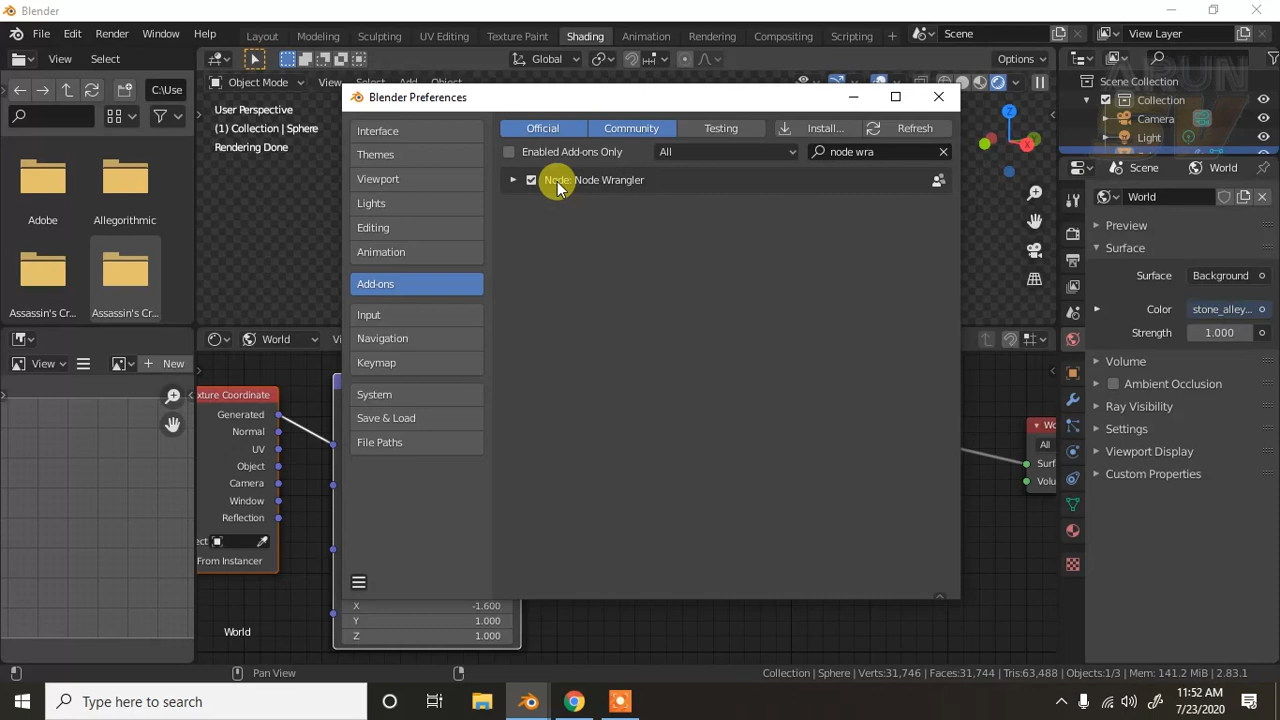 Blender
File Edit Render Window Help
Layout Modeling Sculpting UV Editing Texture Paint Shading Animation Rendering Compositing Scripting
Scene View Layer
View Select
Global
Options
Object Mode View Select Add Object
C:\Use
Adobe Allegorithmic
Assassin's Cr... Assassin's Cr...
User Perspective
(1) Collection | Sphere
Rendering Done
Blender Preferences
Interface
Themes
Viewport
Lights
Editing
Animation
Add-ons
Input
Navigation
Keymap
System
Save & Load
File Paths
Official Community Testing Install... Refresh
Enabled Add-ons Only All node wra
Node: Node Wrangler
Z
X
Scene Collection
Collection
Camera
Light
Scene World
World
Preview
Surface
Surface Background
Color stone_alley...
Strength 1.000
Volume
Ambient Occlusion
Ray Visibility
Settings
Viewport Display
Custom Properties
View New
World
xture Coordinate
Generated
Normal
UV
Object
Camera
Window
Reflection
ect
From Instancer
World
X -1.600
Y 1.000
Z 1.000
Wo
All
Surf
Volu
Pan View
Collection | Sphere | Verts:31,746 | Faces:31,744 | Tris:63,488 | Objects:1/3 | Mem: 141.2 MiB | 2.83.1
Type here to search
11:52 AM
7/23/2020